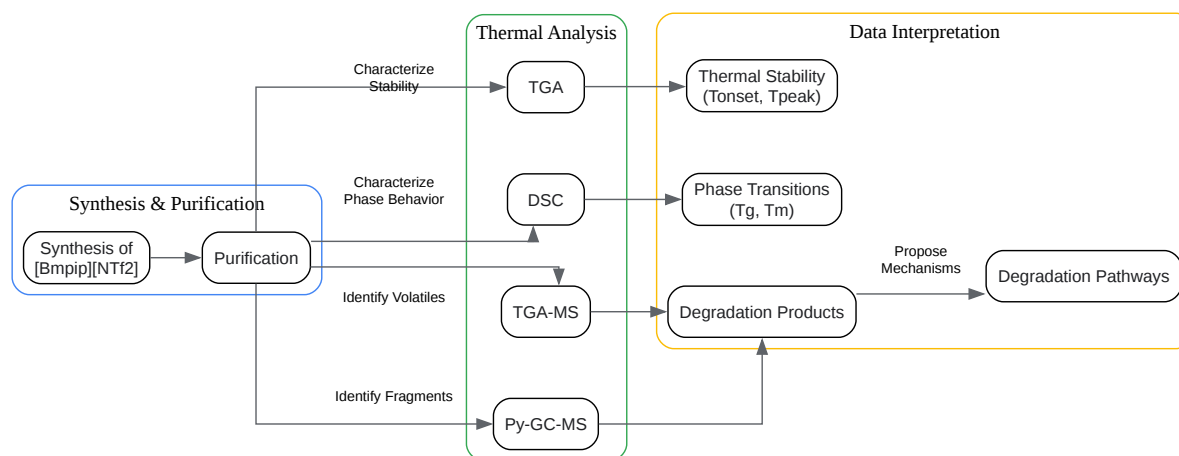 Thermal Analysis
Data Interpretation
Characterize
Stability
TGA
Thermal Stability
(Tonset, Tpeak)
Synthesis & Purification
Characterize
Phase Behavior
DSC
Phase Transitions
(Tg, Tm)
Synthesis of
[Bmpip][NTf2]
Purification
Identify Volatiles
TGA-MS
Degradation Products
Propose
Mechanisms
Degradation Pathways
Identify Fragments
Py-GC-MS